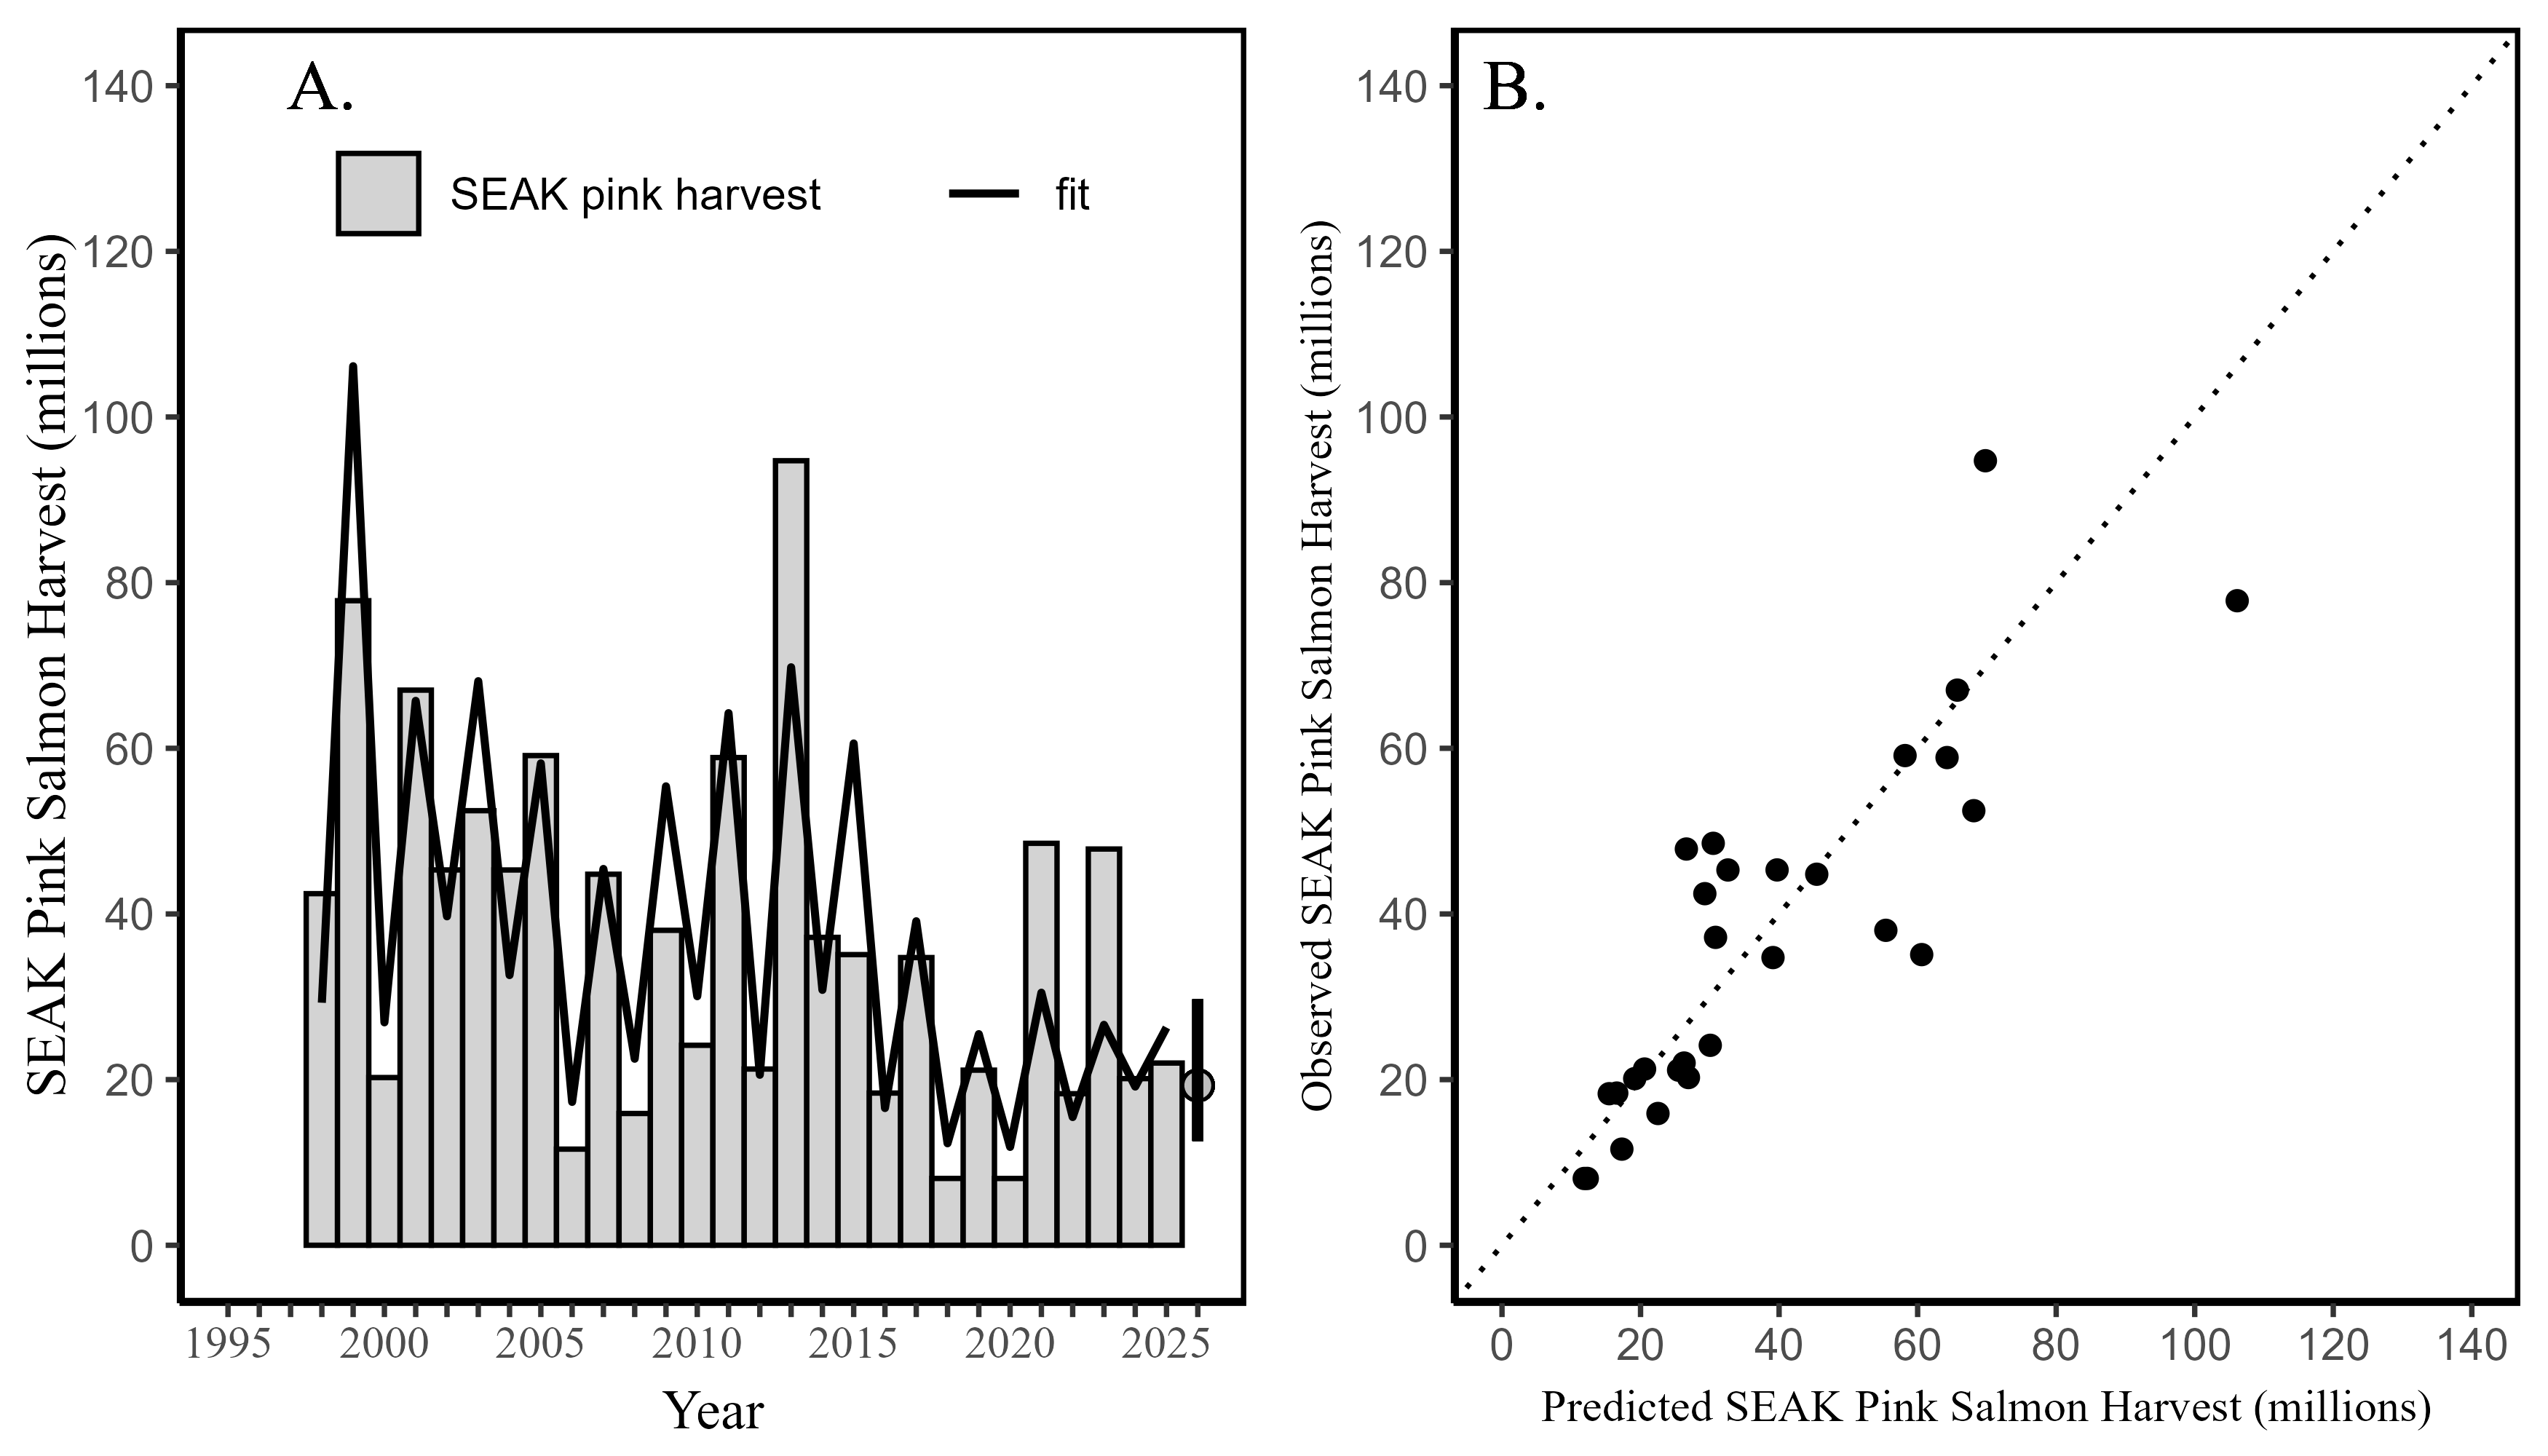 A.
SEAK pink harvest fit
SEAK Pink Salmon Harvest (millions)
140
120
100
80
60
40
20
0
1995 2000 2005 2010 2015 2020 2025
Year
B.
Observed SEAK Pink Salmon Harvest (millions)
140
120
100
80
60
40
20
0
0 20 40 60 80 100 120 140
Predicted SEAK Pink Salmon Harvest (millions)